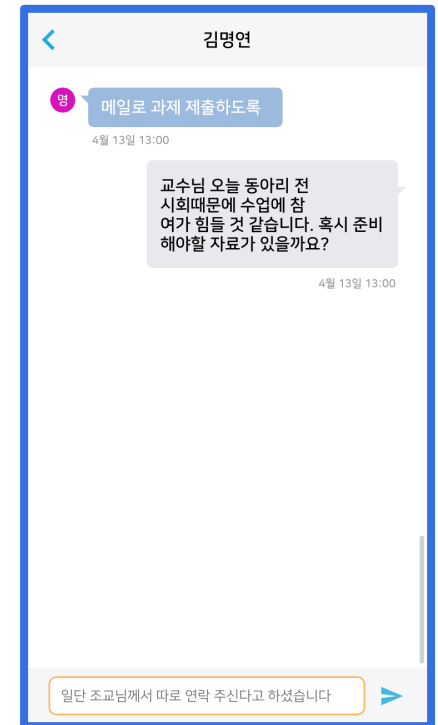 김명연
명
메일로 과제 제출하도록
4월 13일 13:00
교수님 오늘 동아리 전
시회때문에 수업에 참
여가 힘들 것 같습니다. 혹시 준비
해야할 자료가 있을까요?
4월 13일 13:00
일단 조교님께서 따로 연락 주신다고 하셨습니다